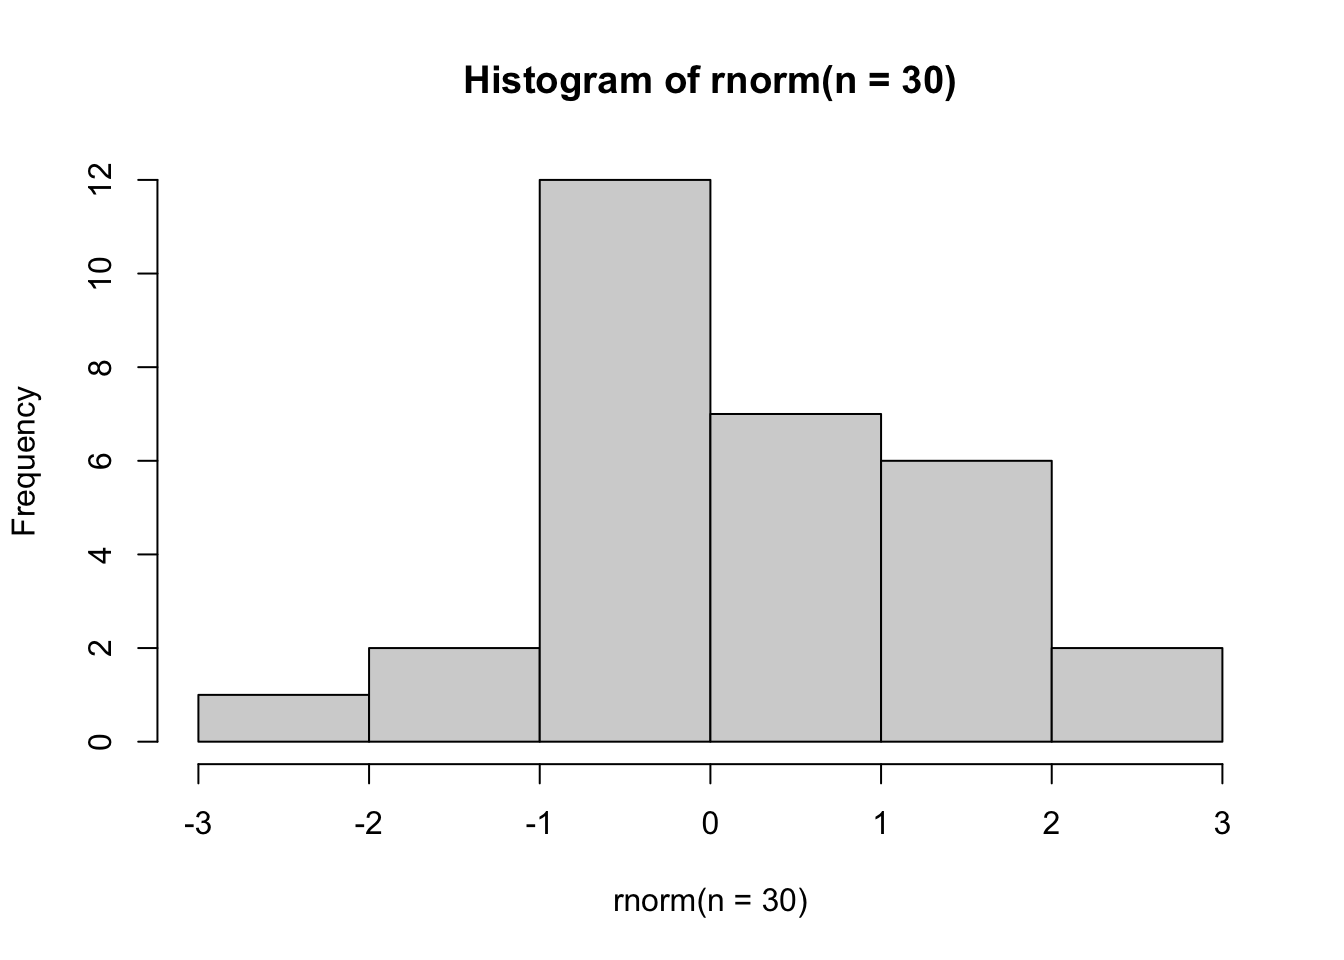 Histogram of rnorm(n = 30)
Frequency
12
10
8
6
4
2
0
-3 -2 -1 0 1 2 3
rnorm(n = 30)